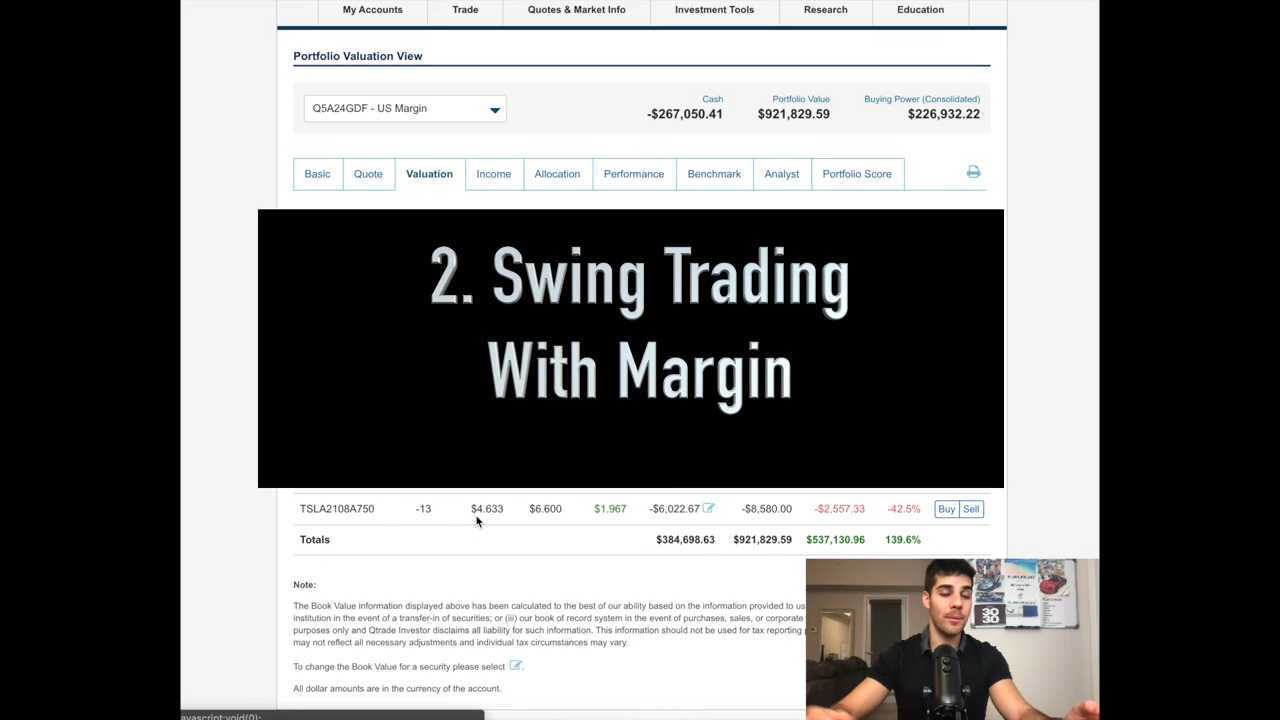 My Accounts Trade Quotes & Market Info Investment Tools Research Education
Portfolio Valuation View
Q5A24GDF - US Margin
Cash Portfolio Value Buying Power (Consolidated)
-$267,050.41 $921,829.59 $226,932.22
Basic Quote Valuation Income Allocation Performance Benchmark Analyst Portfolio Score
2. Swing Trading
With Margin
TSLA2108A750 -13 $4.633 $6.600 $1.967 -$6,022.67 -$8,580.00 -$2,557.33 -42.5% Buy Sell
Totals $384,698.63 $921,829.59 $537,130.96 139.6%
Note:
The Book Value information displayed above has been calculated to the best of our ability based on the information provided to us
institution in the event of a transfer-in of securities; or (iii) our book of record system in the event of purchases, sales, or corporate
purposes only and Qtrade Investor disclaims all liability for such information. This information should not be used for tax reporting
may not reflect all necessary adjustments and individual tax circumstances may vary.
To change the Book Value for a security please select .
All dollar amounts are in the currency of the account.
30
30